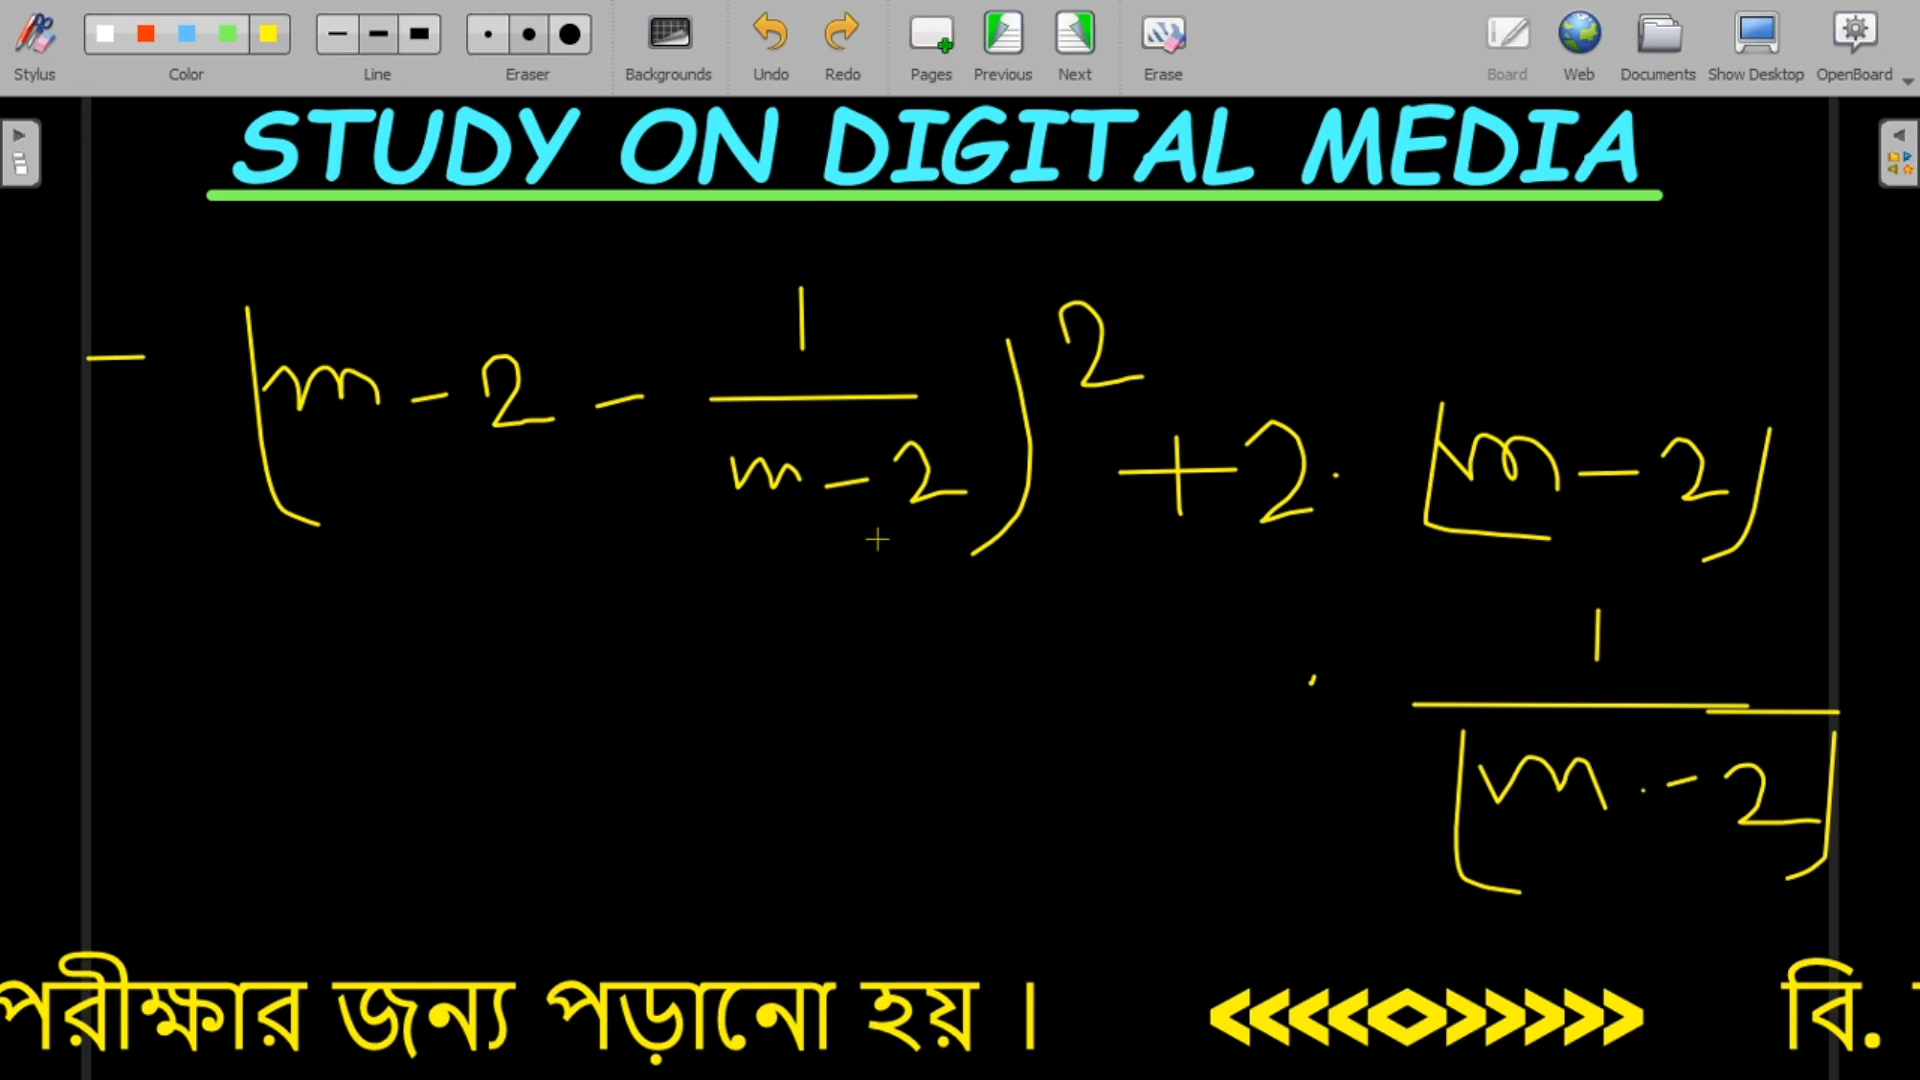 Stylus Color Line Eraser Backgrounds Undo Redo Pages Previous Next Erase Board Web Documents Show Desktop OpenBoard
STUDY ON DIGITAL MEDIA
- (m - 2 - 1/(m - 2))² + 2. (m - 2)
. 1/(m - 2)
পরীক্ষার জন্য পড়ানো হয় । <<<<<>>>>> বি.